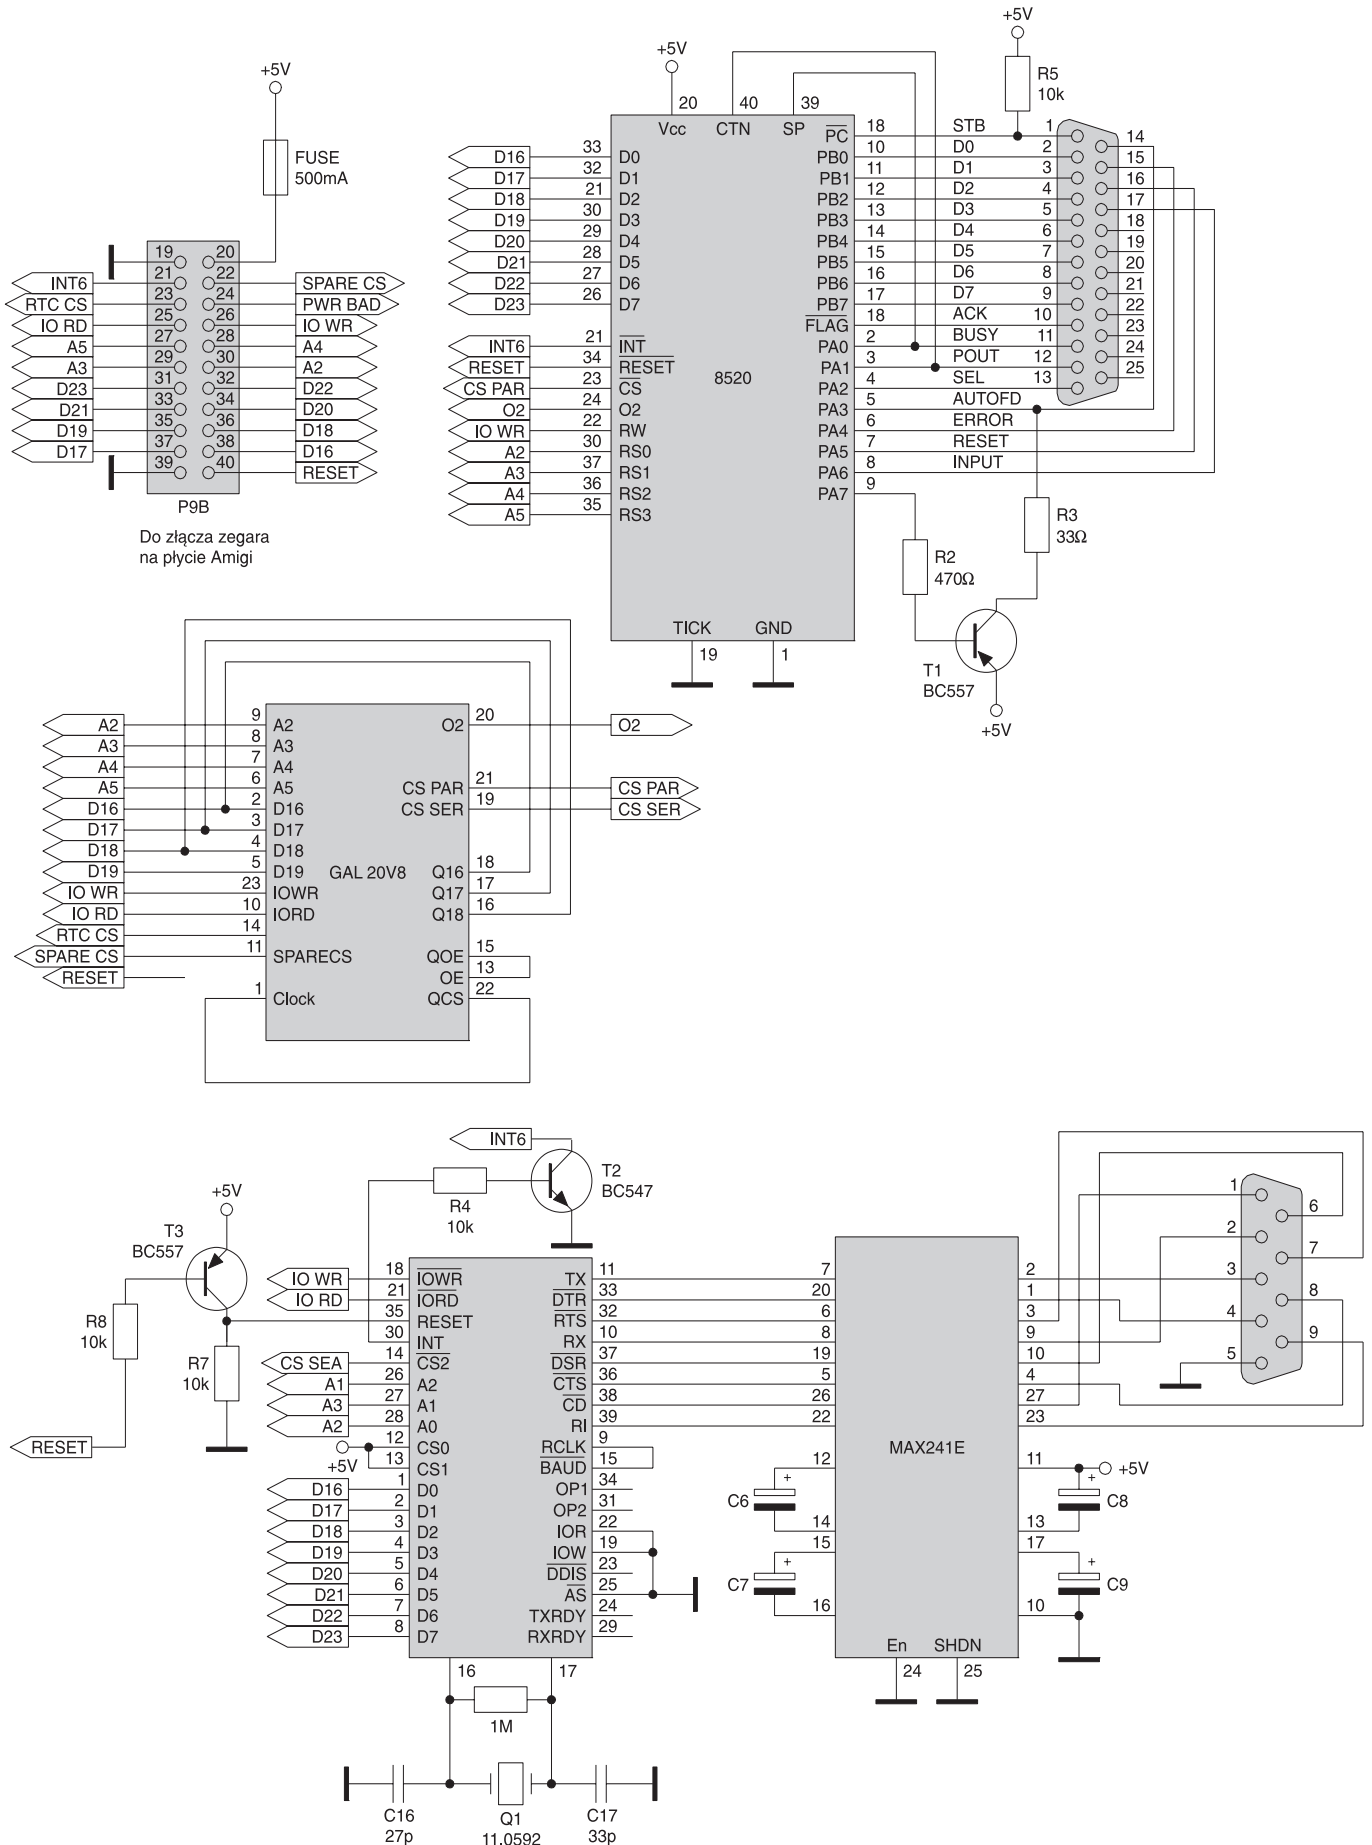 +5V
FUSE
500mA
19 20
21 22
23 24
25 26
27 28
29 30
31 32
33 34
35 36
37 38
39 40
INT6
RTC CS
IO RD
A5
A3
D23
D21
D19
D17
SPARE CS
PWR BAD
IO WR
A4
A2
D22
D20
D18
D16
RESET
P9B
Do złącza zegara
na płycie Amigi
+5V
20 40 39
Vcc CTN SP
D16 33 D0
D17 32 D1
D18 21 D2
D19 30 D3
D20 29 D4
D21 28 D5
D22 27 D6
D23 26 D7
INT6 21 INT
RESET 34 RESET
CS PAR 23 CS
O2 24 O2
IO WR 22 RW
A2 30 RS0
A3 37 RS1
A4 36 RS2
A5 35 RS3
8520
TICK GND
19 1
+5V
R5
10k
PC 18 STB 1
PB0 10 D0 2
PB1 11 D1 3
PB2 12 D2 4
PB3 13 D3 5
PB4 14 D4 6
PB5 15 D5 7
PB6 16 D6 8
PB7 17 D7 9
FLAG 18 ACK 10
PA0 2 BUSY 11
PA1 3 POUT 12
PA2 4 SEL 13
PA3 5 AUTOFD
PA4 6 ERROR
PA5 7 RESET
PA6 8 INPUT
PA7 9
14
15
16
17
18
19
20
21
22
23
24
25
R3
33Ω
R2
470Ω
T1
BC557
+5V
A2 9 A2
A3 8 A3
A4 7 A4
A5 6 A5
D16 2 D16
D17 3 D17
D18 4 D18
D19 5 D19
IO WR 23 IOWR
IO RD 10 IORD
RTC CS 14
SPARE CS 11 SPARECS
RESET
1 Clock
GAL 20V8
O2 20 O2
CS PAR 21 CS PAR
CS SER 19 CS SER
Q16 18
Q17 17
Q18 16
QOE 15
OE 13
QCS 22
INT6
T2
BC547
R4
10k
+5V
T3
BC557
R8
10k
R7
10k
RESET
IO WR 18 IOWR
IO RD 21 IORD
35 RESET
30 INT
CS SEA 14 CS2
A1 26 A2
A3 27 A1
A2 28 A0
12 CS0
+5V 13 CS1
D16 1 D0
D17 2 D1
D18 3 D2
D19 4 D3
D20 5 D4
D21 6 D5
D22 7 D6
D23 8 D7
TX 11 7
DTR 33 20
RTS 32 6
RX 10 8
DSR 37 19
CTS 36 5
CD 38 26
RI 39 22
RCLK 9
BAUD 15
OP1 34
OP2 31
IOR 22
IOW 19
DDIS 23
AS 25
TXRDY 24
RXRDY 29
16 17
1M
C16
27p
Q1
11.0592
C17
33p
MAX241E
2
1
3
9
10
4
27
23
12 11 +5V
C6 + + C8
14 13
15 17
C7 + + C9
16 10
En SHDN
24 25
1
2
3
4
5
6
7
8
9